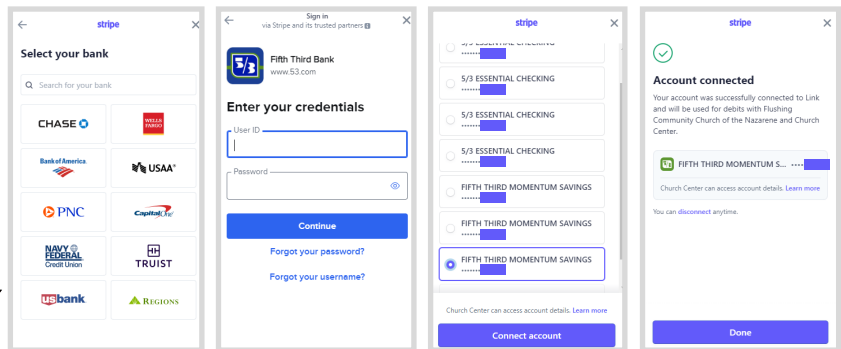 stripe
Select your bank
Search for your bank
CHASE
WELLS
FARGO
Bank of America
USAA®
PNC
Capital One
NAVY
FEDERAL
Credit Union
TRUIST
usbank
REGIONS
Sign in
via Stripe and its trusted partners
5/3
Fifth Third Bank
www.53.com
Enter your credentials
User ID
Password
Continue
Forgot your password?
Forgot your username?
stripe
5/3 ESSENTIAL CHECKING
•••••••
5/3 ESSENTIAL CHECKING
•••••••
5/3 ESSENTIAL CHECKING
•••••••
5/3 ESSENTIAL CHECKING
•••••••
FIFTH THIRD MOMENTUM SAVINGS
•••••••
FIFTH THIRD MOMENTUM SAVINGS
•••••••
FIFTH THIRD MOMENTUM SAVINGS
•••••••
Church Center can access account details. Learn more
Connect account
stripe
Account connected
Your account was successfully connected to Link
and will be used for debits with Flushing
Community Church of the Nazarene and Church
Center.
FIFTH THIRD MOMENTUM S... ••••
Church Center can access account details. Learn more
You can disconnect anytime.
Done